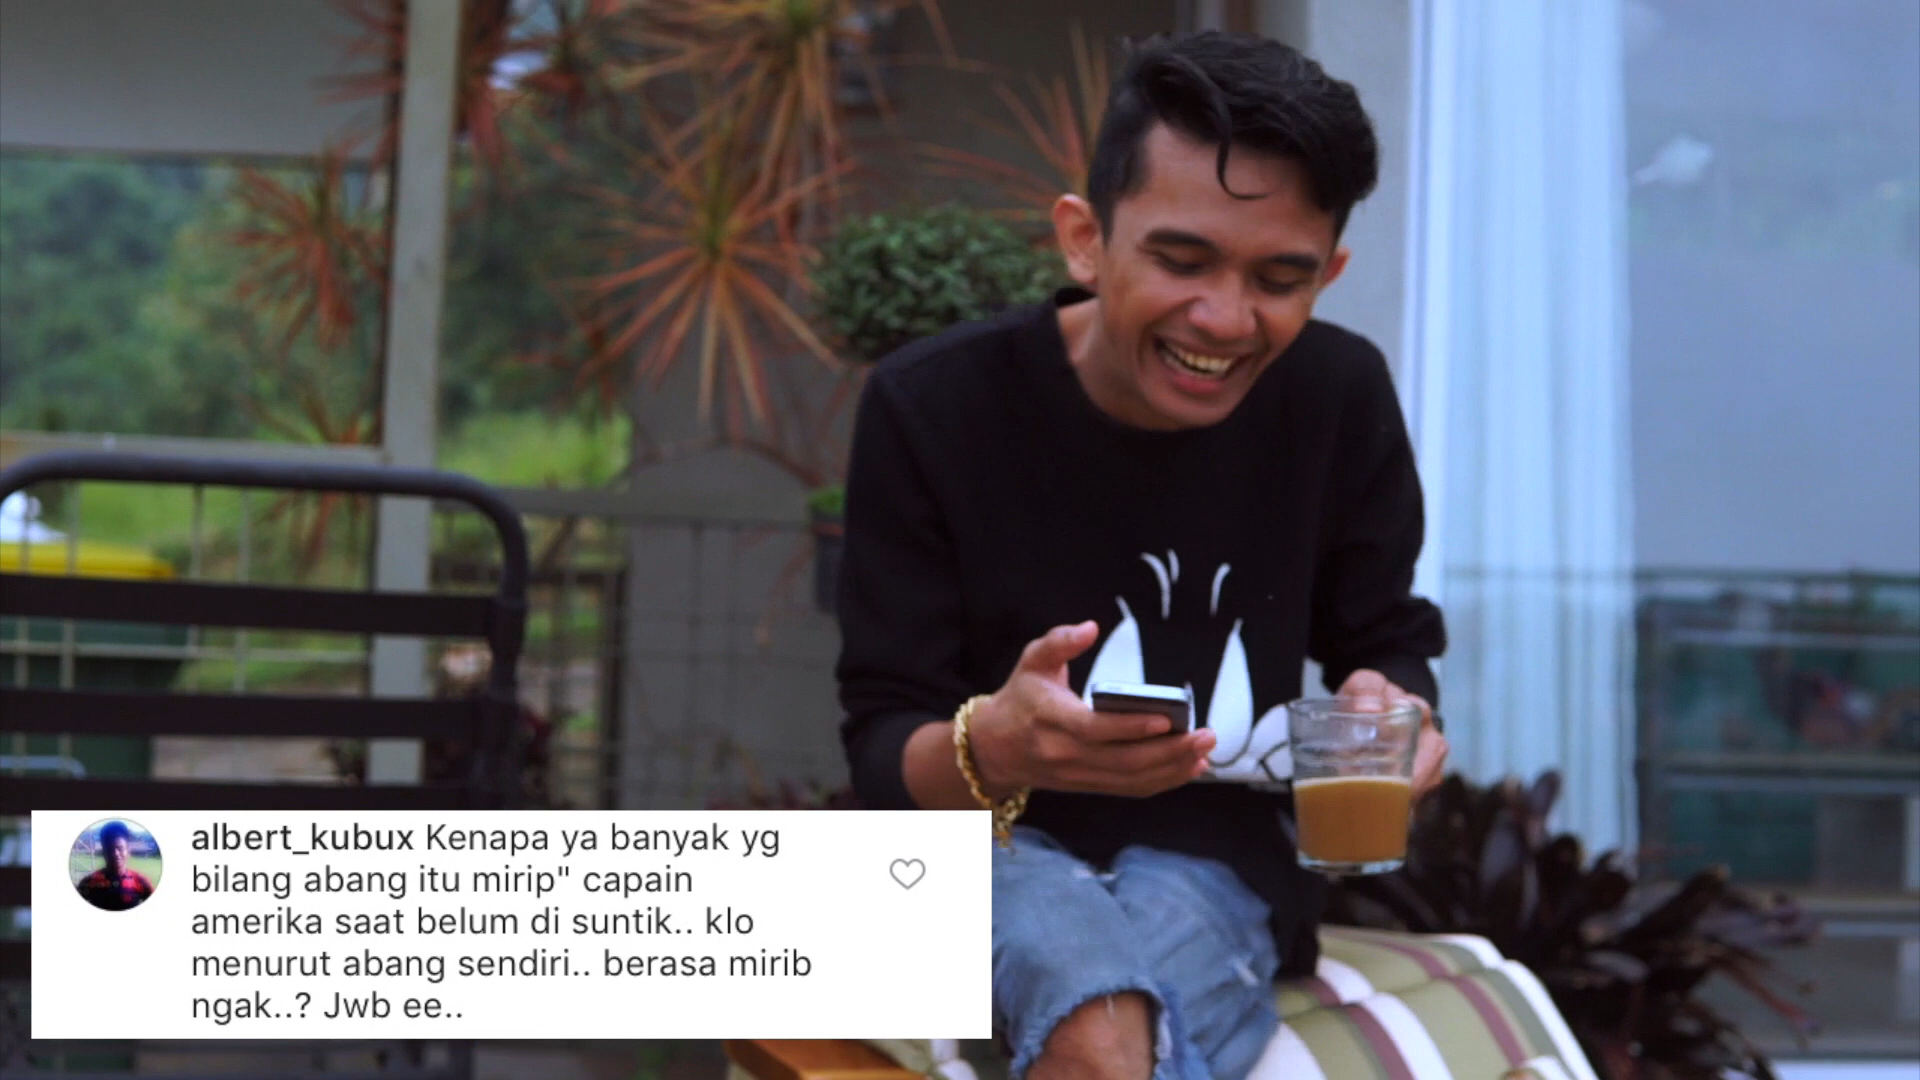 albert_kubux Kenapa ya banyak yg
bilang abang itu mirip" capain
amerika saat belum di suntik.. klo
menurut abang sendiri.. berasa mirib
ngak..? Jwb ee..